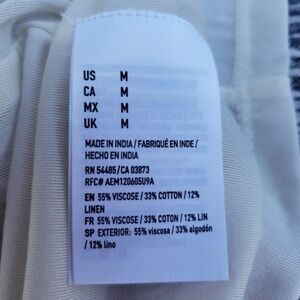 US M
CA M
MX M
UK M
MADE IN INDIA / FABRIQUÉ EN INDE /
HECHO EN INDIA
RN 54485/CA 03873
RFC# AEM120605U9A
EN 55% VISCOSE / 33% COTTON / 12%
LINEN
FR 55% VISCOSE / 33% COTON / 12% LIN
SP EXTERIOR: 55% viscosa / 33% algodón
/ 12% lino